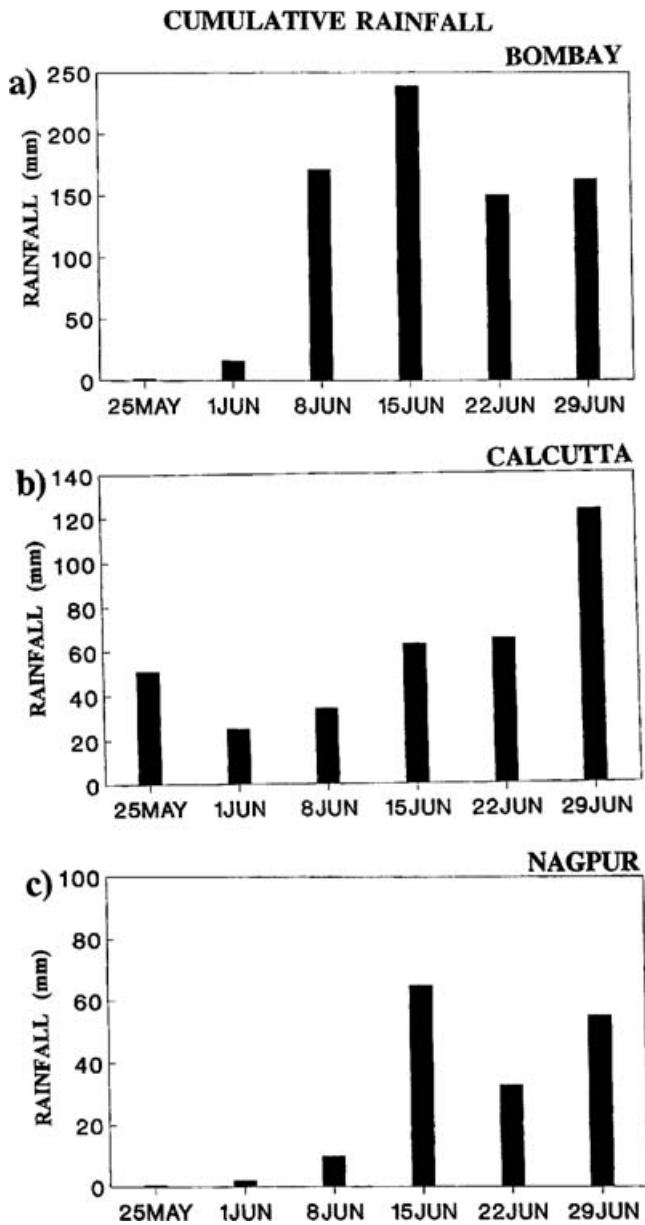 CUMULATIVE RAINFALL
BOMBAY
a)
RAINFALL (mm)
250
200
150
100
50
0
25MAY 1JUN 8JUN 15JUN 22JUN 29JUN
CALCUTTA
b)
RAINFALL (mm)
140
120
100
80
60
40
20
0
25MAY 1JUN 8JUN 15JUN 22JUN 29JUN
NAGPUR
c)
RAINFALL (mm)
100
80
60
40
20
0
25MAY 1JUN 8JUN 15JUN 22JUN 29JUN